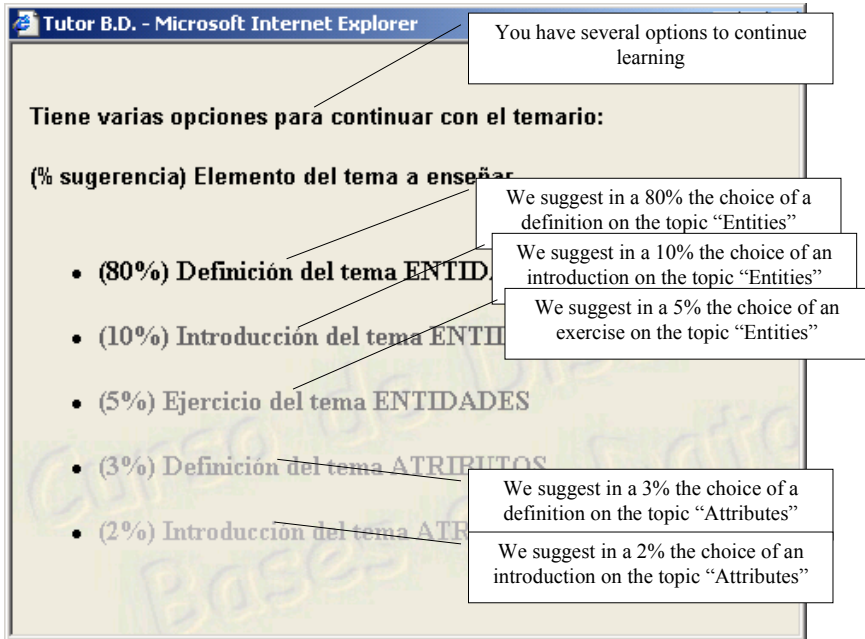 Tutor B.D. - Microsoft Internet Explorer
You have several options to continue
learning
Tiene varias opciones para continuar con el temario:
(% sugerencia) Elemento del tema a enseñar
We suggest in a 80% the choice of a
definition on the topic “Entities”
• (80%) Definición del tema
We suggest in a 10% the choice of an
introduction on the topic “Entities”
We suggest in a 5% the choice of an
exercise on the topic “Entities”
• (10%) Introducción del tema
• (5%) Ejercicio del tema ENTIDADES
• (3%) Definición del tema ATRIBUTOS
We suggest in a 3% the choice of a
definition on the topic “Attributes”
• (2%) Introducción del tema
We suggest in a 2% the choice of an
introduction on the topic “Attributes”
Curso de
Bases